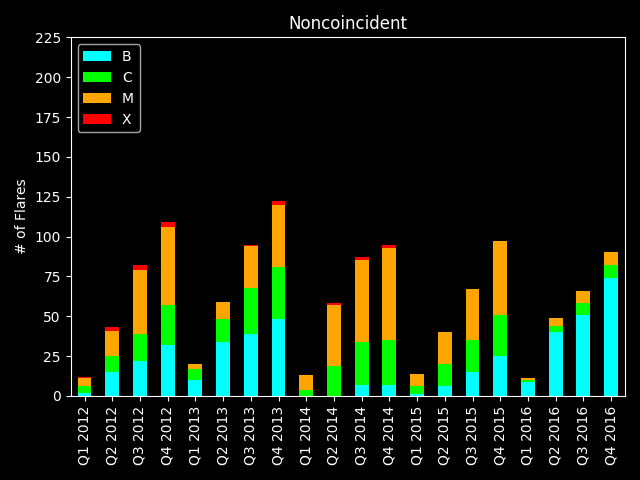 Noncoincident
225
200
175
150
125
100
75
50
25
0
# of Flares
B
C
M
X
Q1 2012
Q2 2012
Q3 2012
Q4 2012
Q1 2013
Q2 2013
Q3 2013
Q4 2013
Q1 2014
Q2 2014
Q3 2014
Q4 2014
Q1 2015
Q2 2015
Q3 2015
Q4 2015
Q1 2016
Q2 2016
Q3 2016
Q4 2016